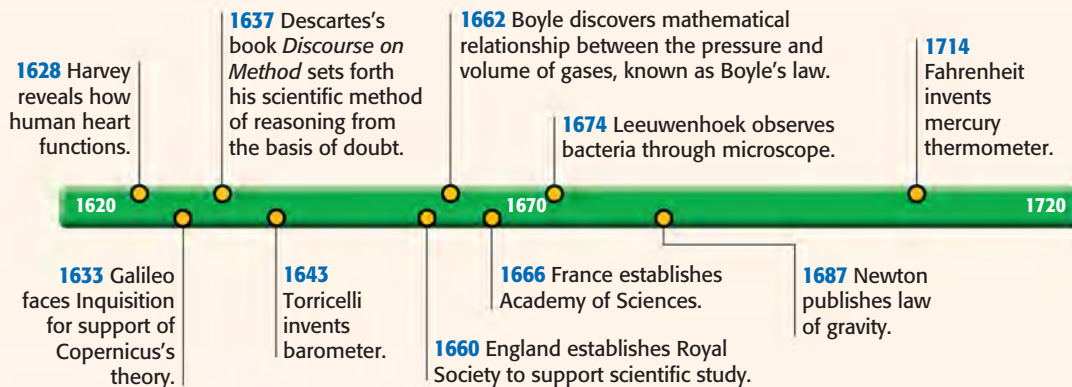 1628 Harvey
reveals how
human heart
functions.
1637 Descartes's
book Discourse on
Method sets forth
his scientific method
of reasoning from
the basis of doubt.
1662 Boyle discovers mathematical
relationship between the pressure and
volume of gases, known as Boyle's law.
1674 Leeuwenhoek observes
bacteria through microscope.
1714
Fahrenheit
invents
mercury
thermometer.
1620
1670
1720
1633 Galileo
faces Inquisition
for support of
Copernicus's
theory.
1643
Torricelli
invents
barometer.
1660 England establishes Royal
Society to support scientific study.
1666 France establishes
Academy of Sciences.
1687 Newton
publishes law
of gravity.